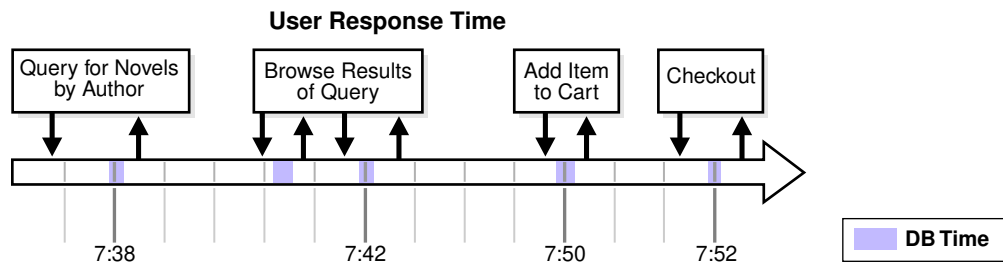 User Response Time
Query for Novels
by Author
Browse Results
of Query
Add Item
to Cart
Checkout
7:38
7:42
7:50
7:52
DB Time